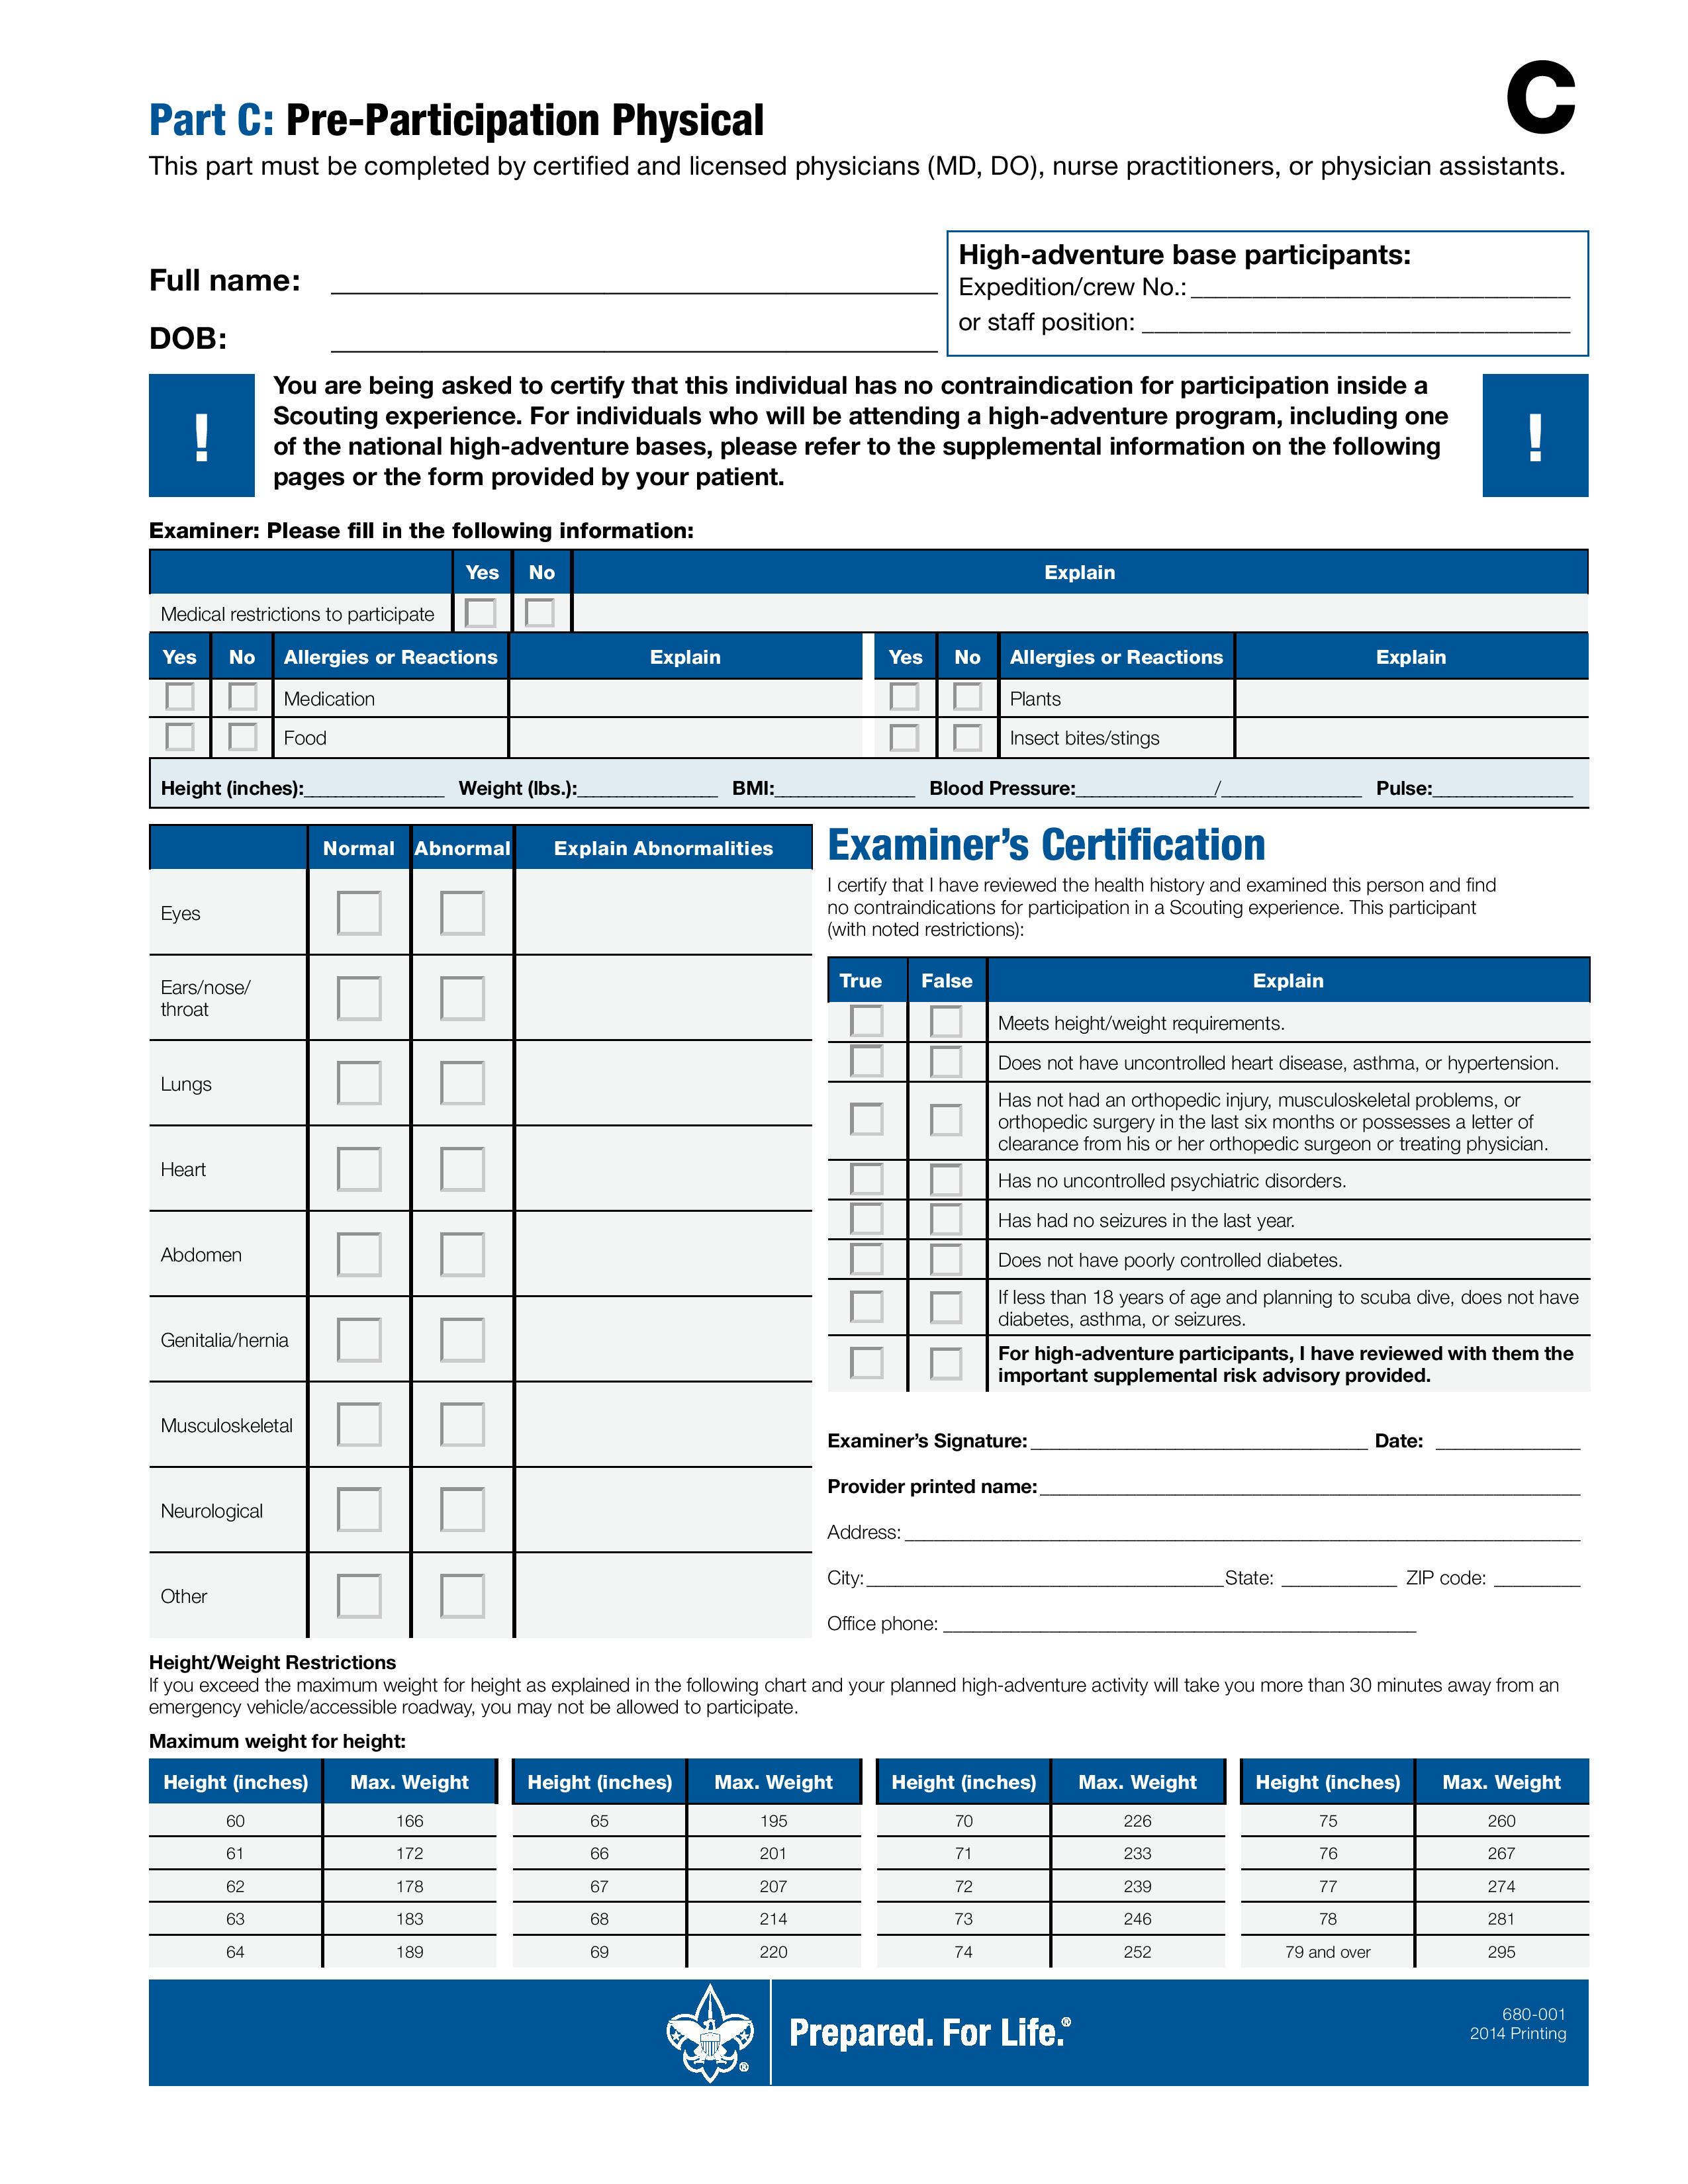 C
Part C: Pre-Participation Physical
This part must be completed by certified and licensed physicians (MD, DO), nurse practitioners, or physician assistants.
Full name: ____________
DOB: ____________
High-adventure base participants:
Expedition/crew No.: ____________
or staff position: ____________
!
You are being asked to certify that this individual has no contraindication for participation inside a
Scouting experience. For individuals who will be attending a high-adventure program, including one
of the national high-adventure bases, please refer to the supplemental information on the following
pages or the form provided by your patient.
!
Examiner: Please fill in the following information:
Yes No Explain
Medical restrictions to participate
Yes No Allergies or Reactions Explain Yes No Allergies or Reactions Explain
Medication Plants
Food Insect bites/stings
Height (inches):____________ Weight (lbs.):____________ BMI:____________ Blood Pressure:____________/____________ Pulse:____________
Normal Abnormal Explain Abnormalities
Eyes
Ears/nose/
throat
Lungs
Heart
Abdomen
Genitalia/hernia
Musculoskeletal
Neurological
Other
Examiner’s Certification
I certify that I have reviewed the health history and examined this person and find
no contraindications for participation in a Scouting experience. This participant
(with noted restrictions):
True False Explain
Meets height/weight requirements.
Does not have uncontrolled heart disease, asthma, or hypertension.
Has not had an orthopedic injury, musculoskeletal problems, or
orthopedic surgery in the last six months or possesses a letter of
clearance from his or her orthopedic surgeon or treating physician.
Has no uncontrolled psychiatric disorders.
Has had no seizures in the last year.
Does not have poorly controlled diabetes.
If less than 18 years of age and planning to scuba dive, does not have
diabetes, asthma, or seizures.
For high-adventure participants, I have reviewed with them the
important supplemental risk advisory provided.
Examiner’s Signature: ____________ Date: ____________
Provider printed name: ____________
Address: ____________
City: ____________ State: ____________ ZIP code: ____________
Office phone: ____________
Height/Weight Restrictions
If you exceed the maximum weight for height as explained in the following chart and your planned high-adventure activity will take you more than 30 minutes away from an
emergency vehicle/accessible roadway, you may not be allowed to participate.
Maximum weight for height:
Height (inches) Max. Weight Height (inches) Max. Weight Height (inches) Max. Weight Height (inches) Max. Weight
60 166 65 195 70 226 75 260
61 172 66 201 71 233 76 267
62 178 67 207 72 239 77 274
63 183 68 214 73 246 78 281
64 189 69 220 74 252 79 and over 295
® Prepared. For Life.®
680-001
2014 Printing